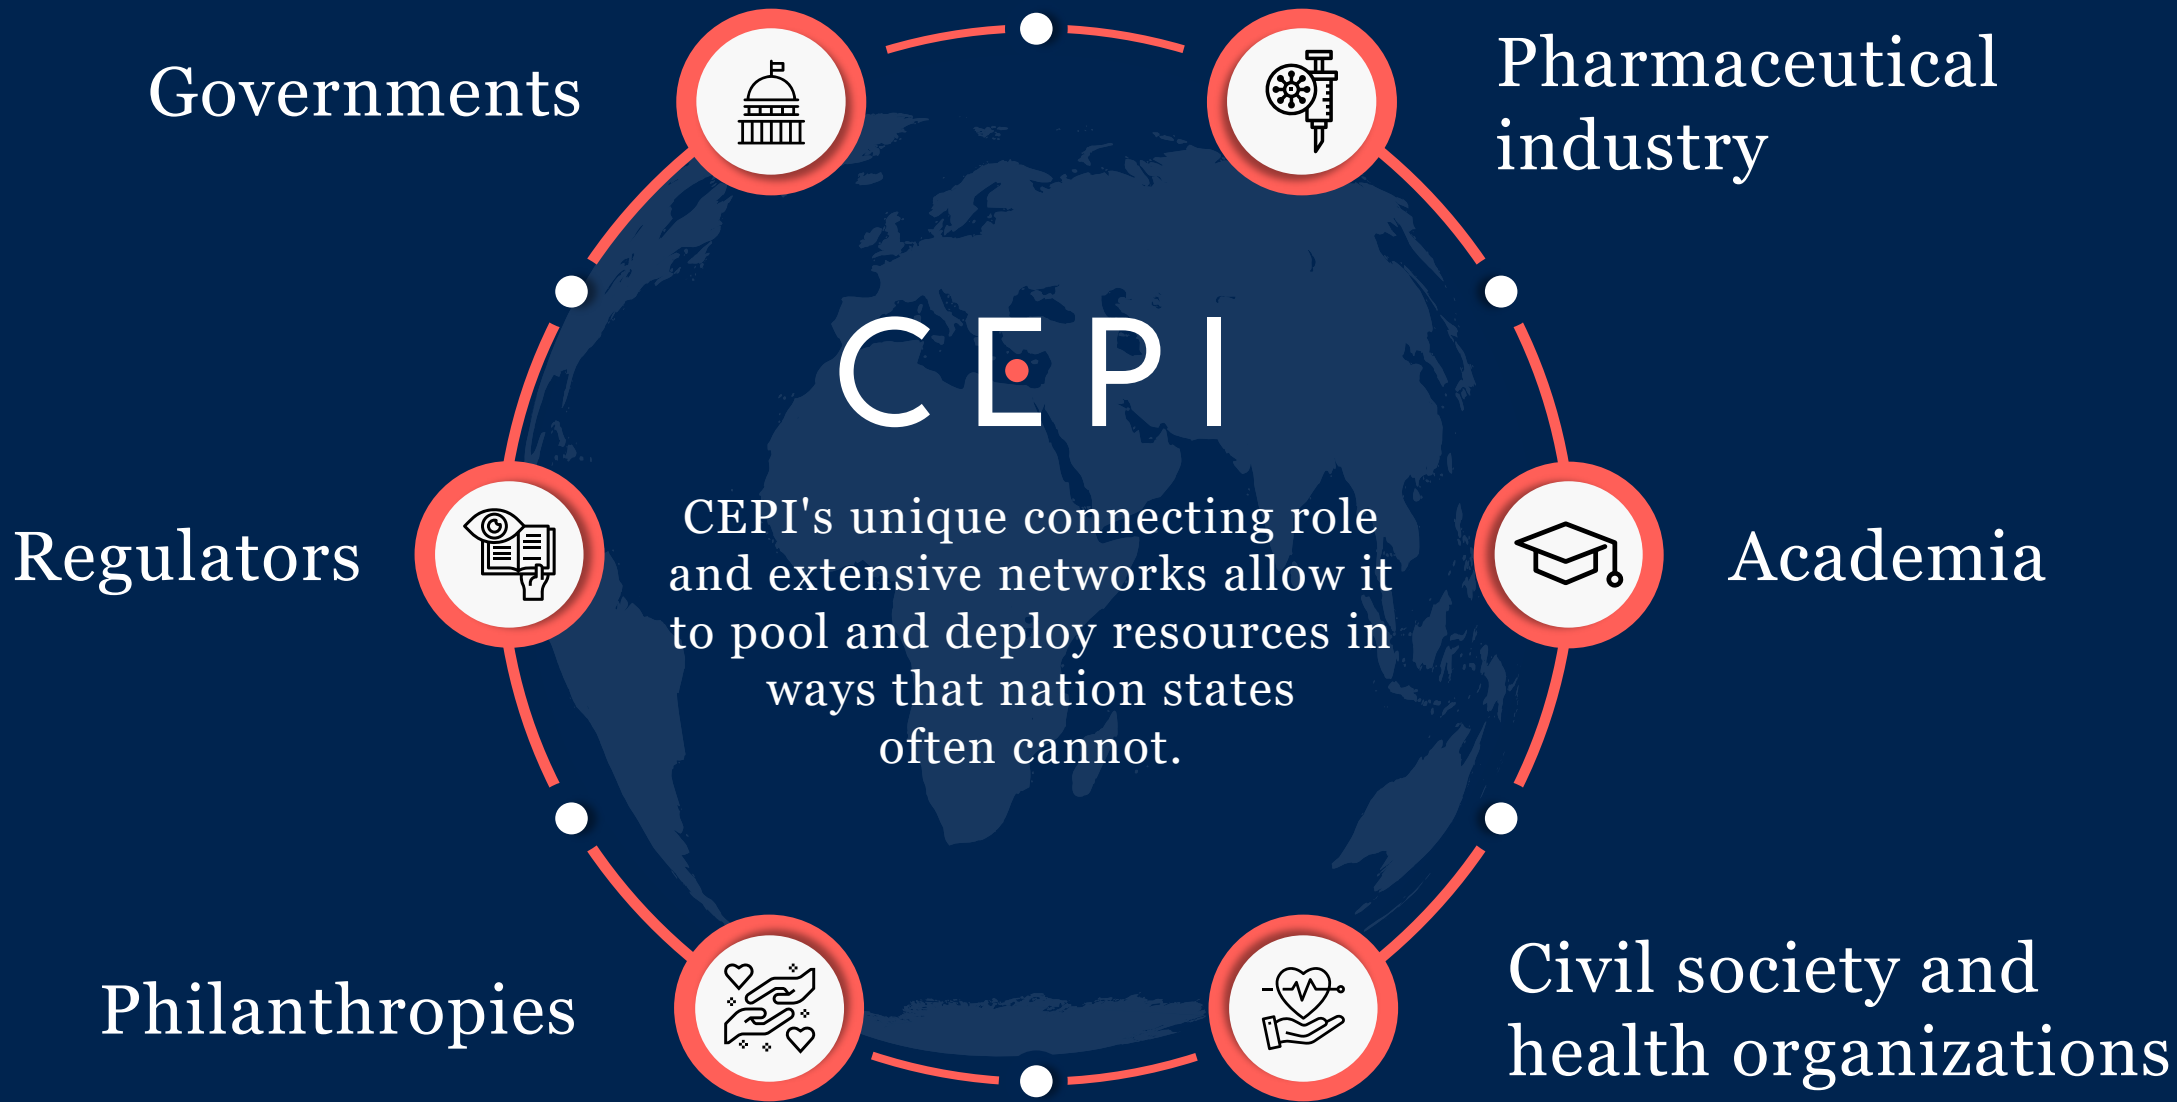 Governments
Pharmaceutical
industry
CEPI
CEPI's unique connecting role
and extensive networks allow it
to pool and deploy resources in
ways that nation states
often cannot.
Regulators
Academia
Philanthropies
Civil society and
health organizations